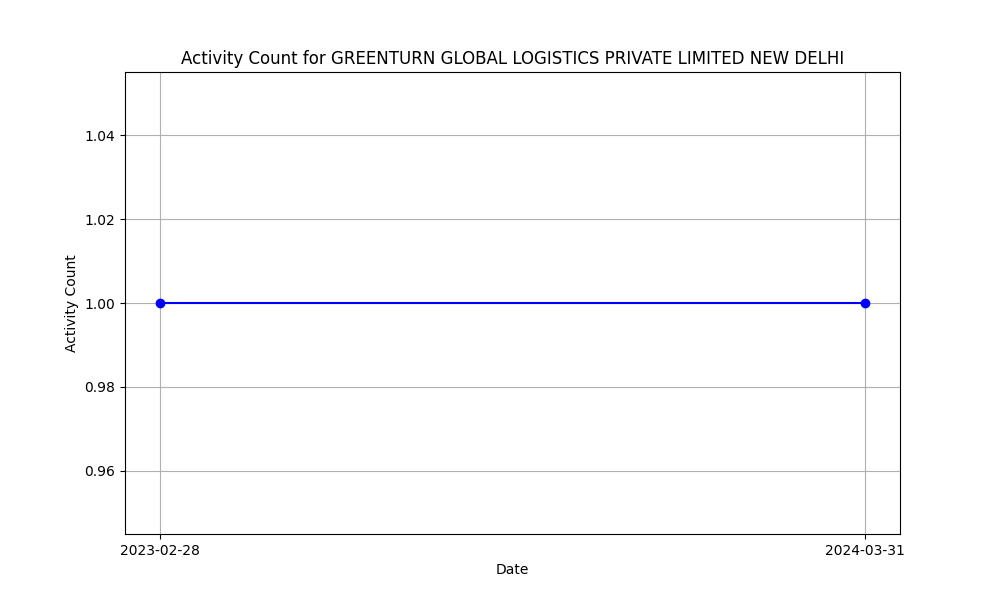 Activity Count for GREENTURN GLOBAL LOGISTICS PRIVATE LIMITED NEW DELHI
1.04
1.02
1.00
0.98
0.96
Activity Count
2023-02-28
2024-03-31
Date